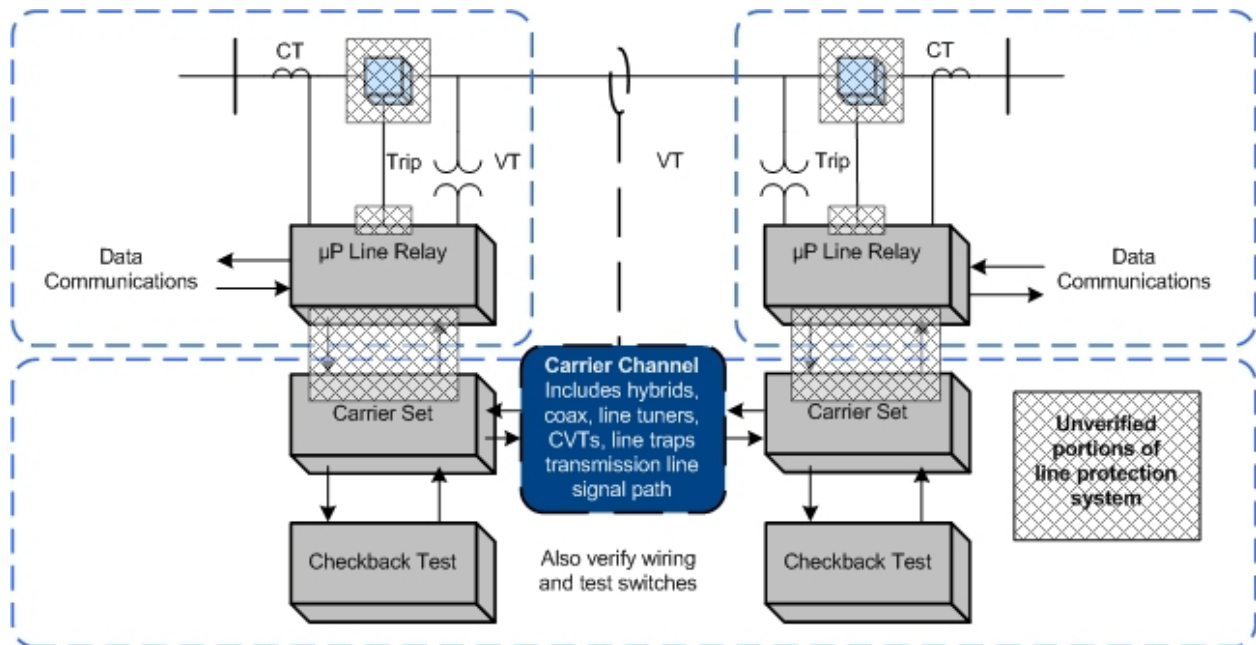 CT
CT
Trip
VT
VT
Trip
µP Line Relay
µP Line Relay
Data
Communications
Data
Communications
Carrier Channel
Includes hybrids,
coax, line tuners,
CVTs, line traps
transmission line
signal path
Carrier Set
Carrier Set
Unverified
portions of
line protection
system
Checkback Test
Also verify wiring
and test switches
Checkback Test